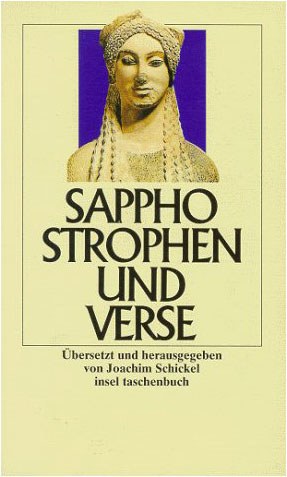 SAPPHO
STROPHEN
UND
VERSE
Übersetzt und herausgegeben
von Joachim Schickel
insel taschenbuch